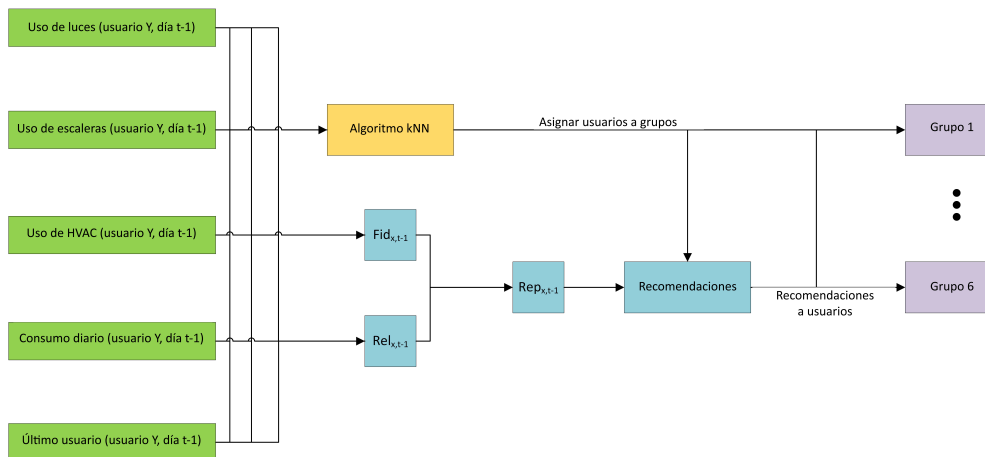 Uso de luces (usuario Y, día t-1)
Uso de escaleras (usuario Y, día t-1)
Algoritmo kNN
Asignar usuarios a grupos
Grupo 1
Uso de HVAC (usuario Y, día t-1)
Fidx,t-1
Repx,t-1
Recomendaciones
Recomendaciones
a usuarios
Grupo 6
Consumo diario (usuario Y, día t-1)
Relx,t-1
Último usuario (usuario Y, día t-1)